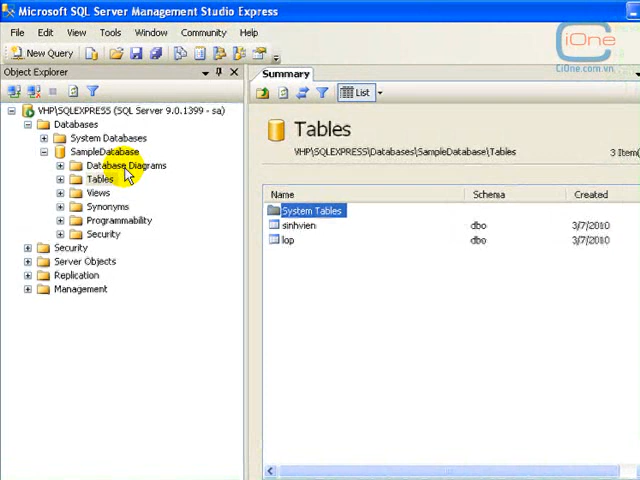 Microsoft SQL Server Management Studio Express
File Edit View Tools Window Community Help
New Query
Object Explorer
VHP\SQLEXPRESS (SQL Server 9.0.1399 - sa)
Databases
System Databases
SampleDatabase
Database Diagrams
Tables
Views
Synonyms
Programmability
Security
Security
Server Objects
Replication
Management
Summary
List
Tables
VHP\SQLEXPRESS\Databases\SampleDatabase\Tables
3 Item
Name Schema Created
System Tables
sinhvien dbo 3/7/2010
lop dbo 3/7/2010
C iOne
CiOne.com.vn